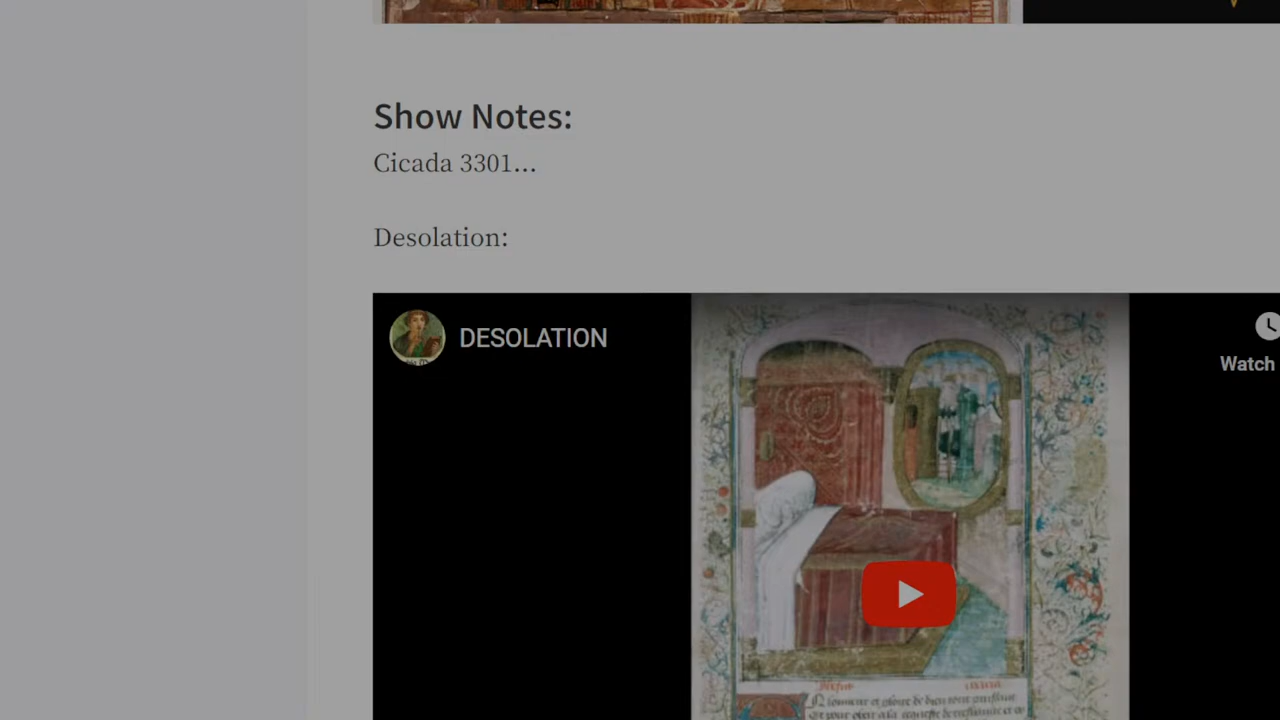 Show Notes:
Cicada 3301...
Desolation:
DESOLATION
Watch